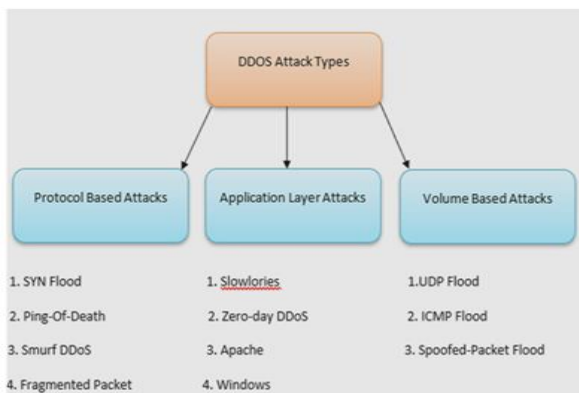 DDOS Attack Types
Protocol Based Attacks
Application Layer Attacks
Volume Based Attacks
1. SYN Flood
2. Ping-Of-Death
3. Smurf DDoS
4. Fragmented Packet
1. Slowlories
2. Zero-day DDoS
3. Apache
4. Windows
1.UDP Flood
2. ICMP Flood
3. Spoofed-Packet Flood